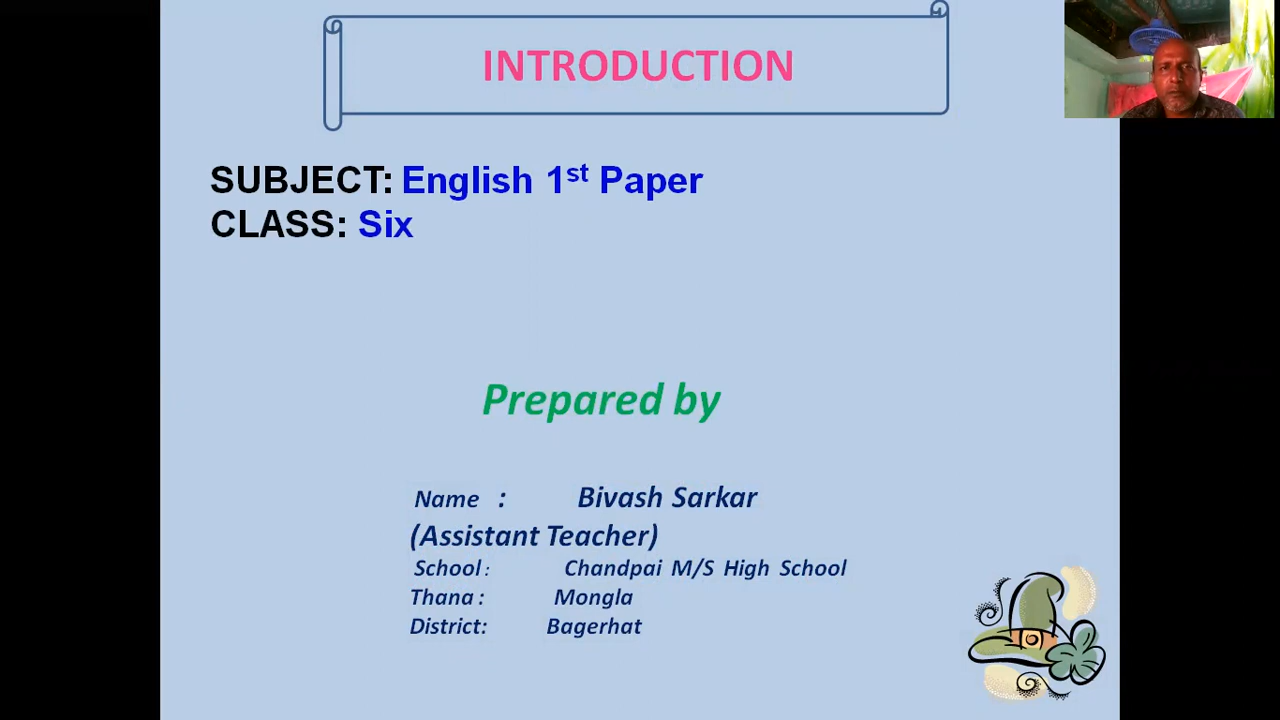 INTRODUCTION
SUBJECT: English 1st Paper
CLASS: Six
Prepared by
Name : Bivash Sarkar
(Assistant Teacher)
School : Chandpai M/S High School
Thana : Mongla
District: Bagerhat